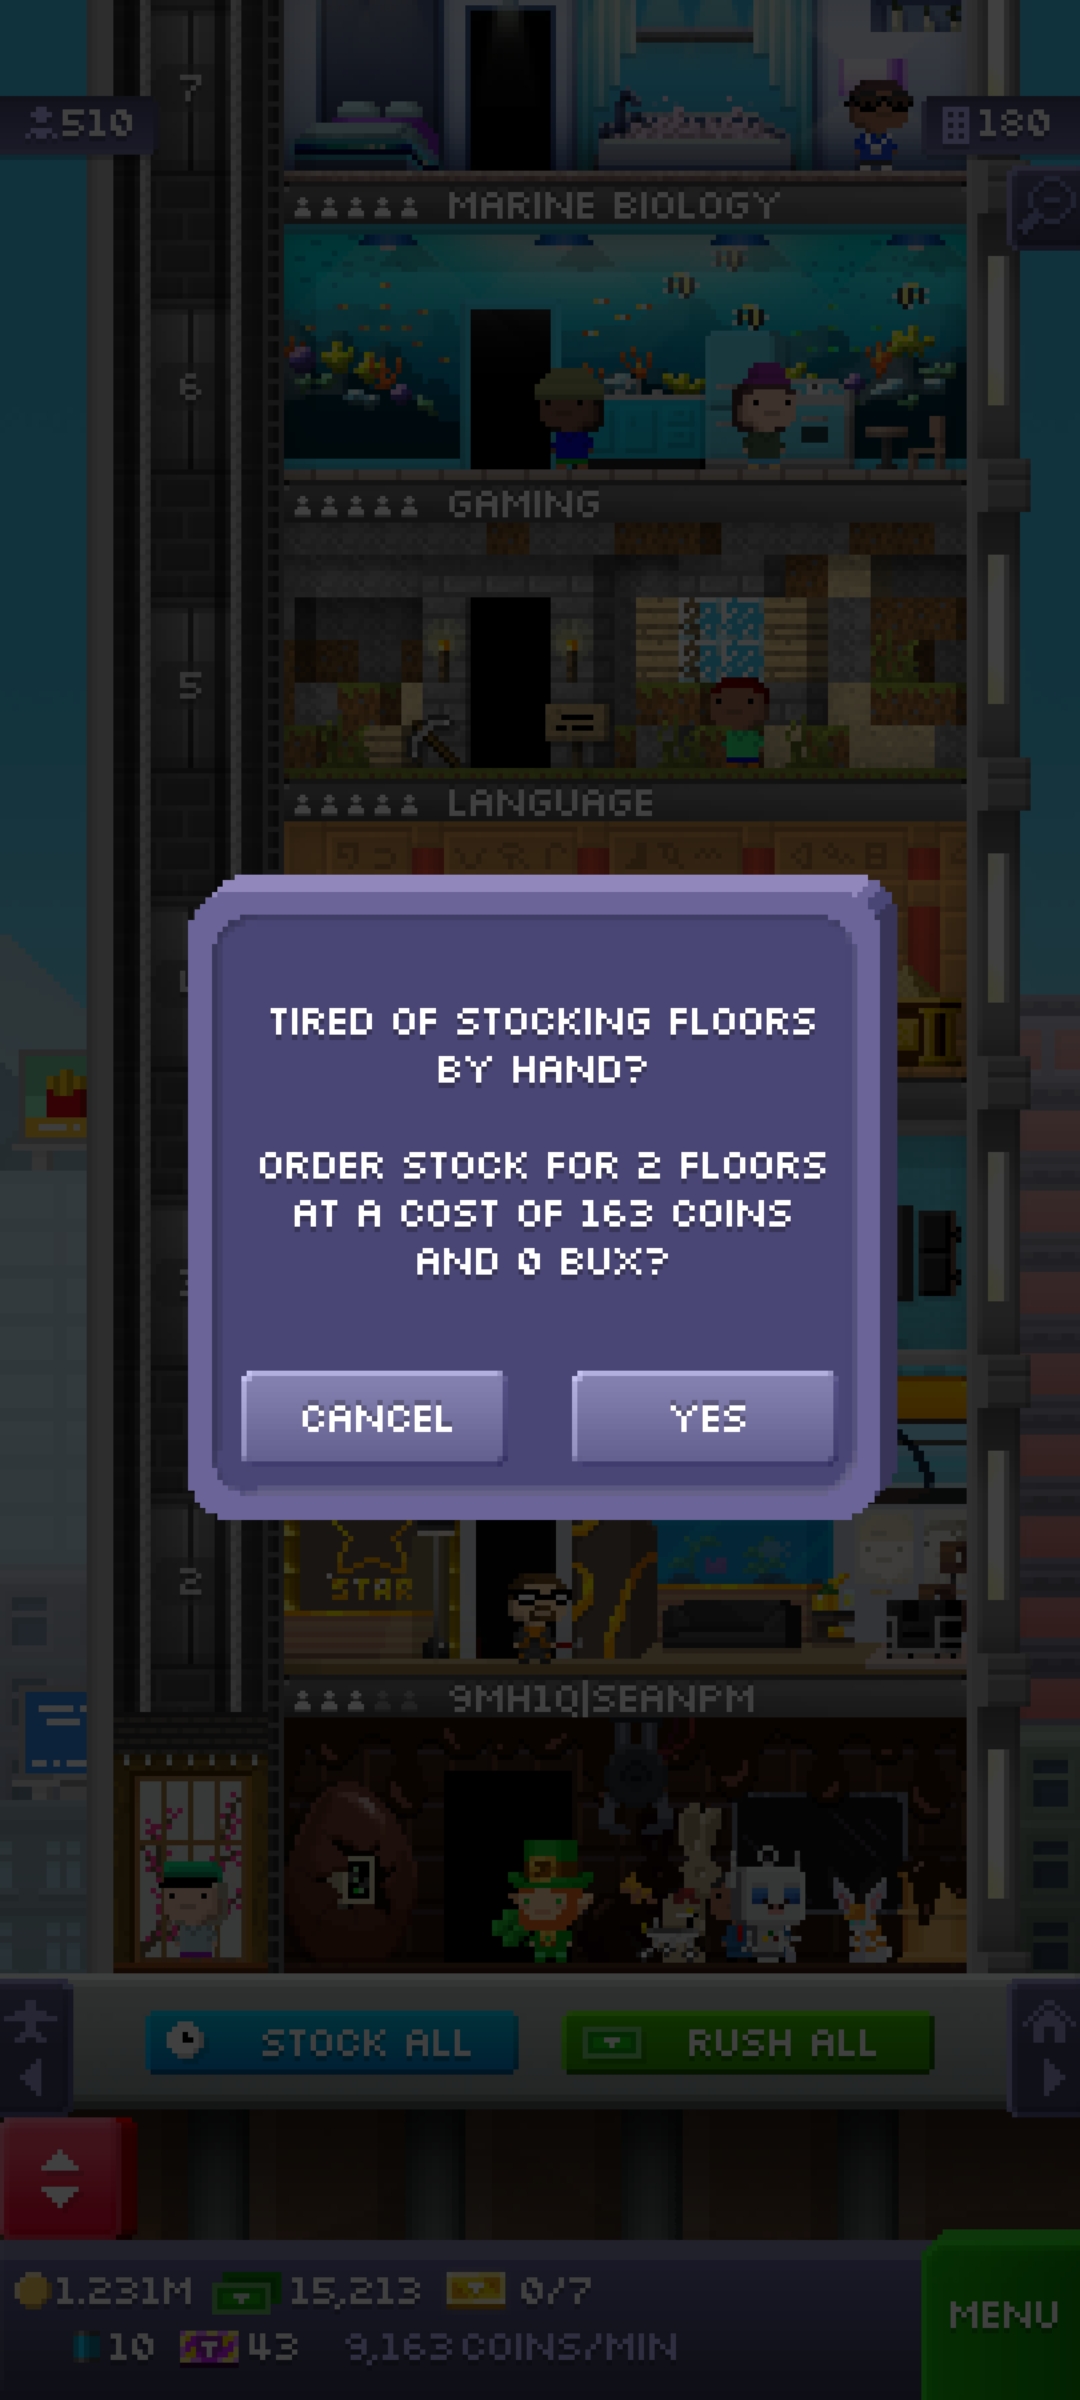 7
510
180
MARINE BIOLOGY
6
GAMING
5
LANGUAGE
TIRED OF STOCKING FLOORS
BY HAND?
ORDER STOCK FOR 2 FLOORS
AT A COST OF 163 COINS
AND 0 BUX?
CANCEL
YES
2
STAR
9MH1Q|SEANPM
STOCK ALL
RUSH ALL
1.231M
15,213
0/7
MENU
10
43
9,163 COINS/MIN